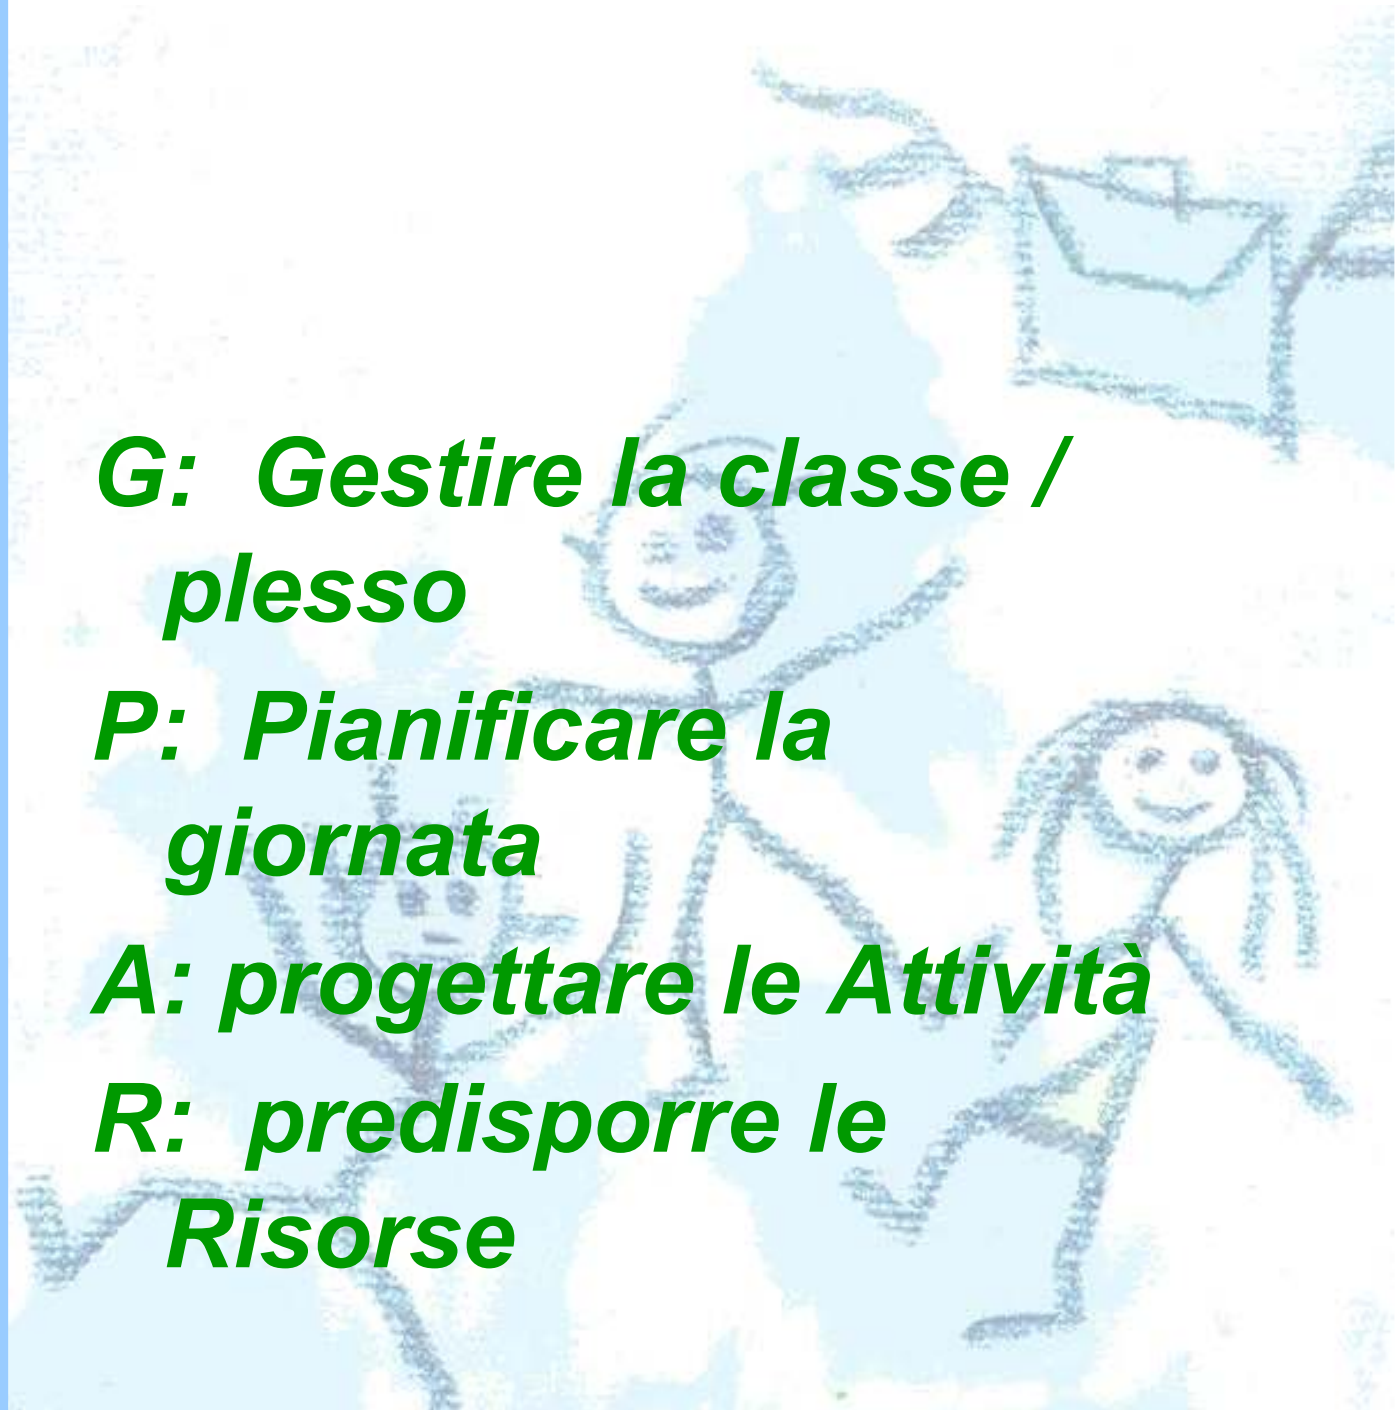 G: Gestire la classe /
plesso
P: Pianificare la
giornata
A: progettare le Attività
R: predisporre le
Risorse